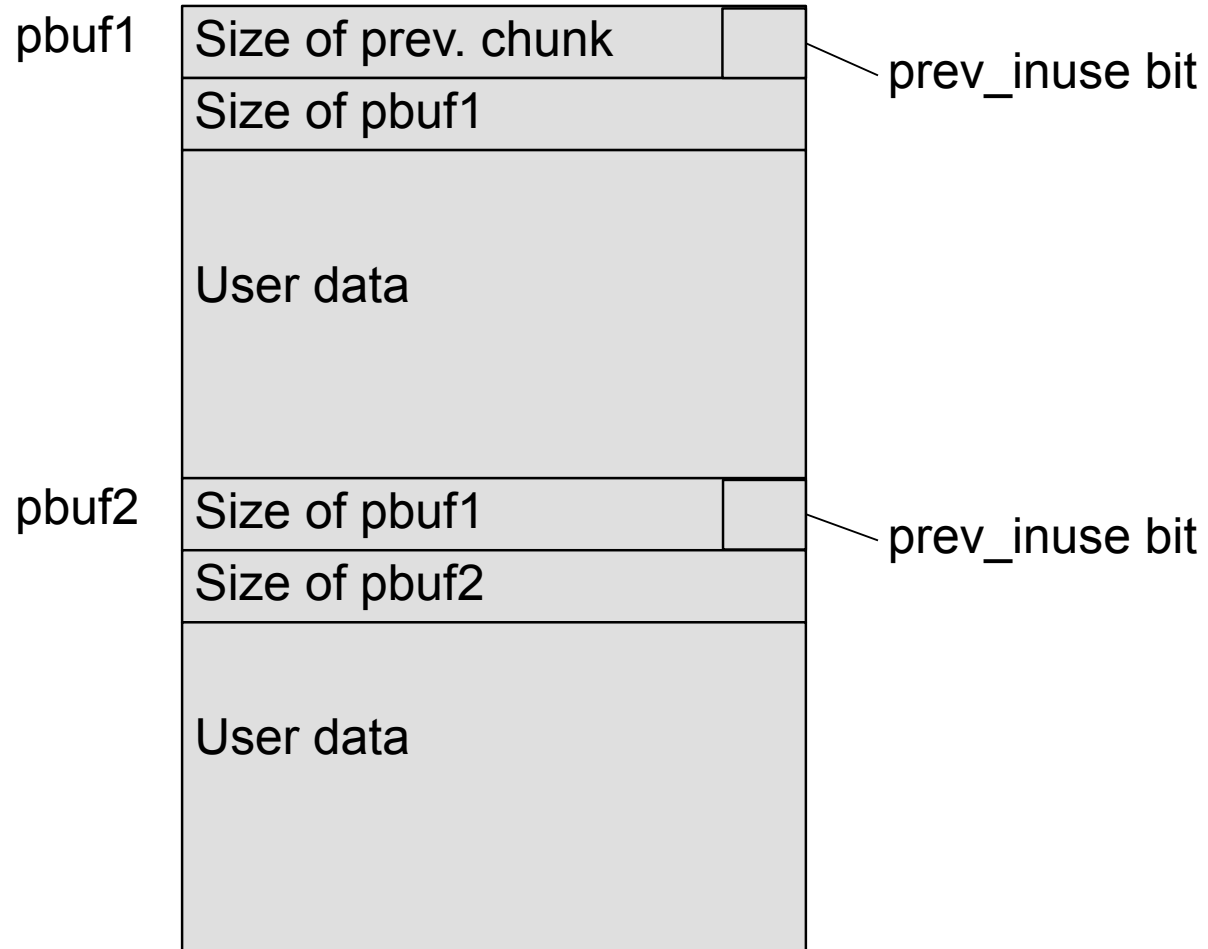 pbuf1
Size of prev. chunk
prev_inuse bit
Size of pbuf1
User data
pbuf2
Size of pbuf1
prev_inuse bit
Size of pbuf2
User data